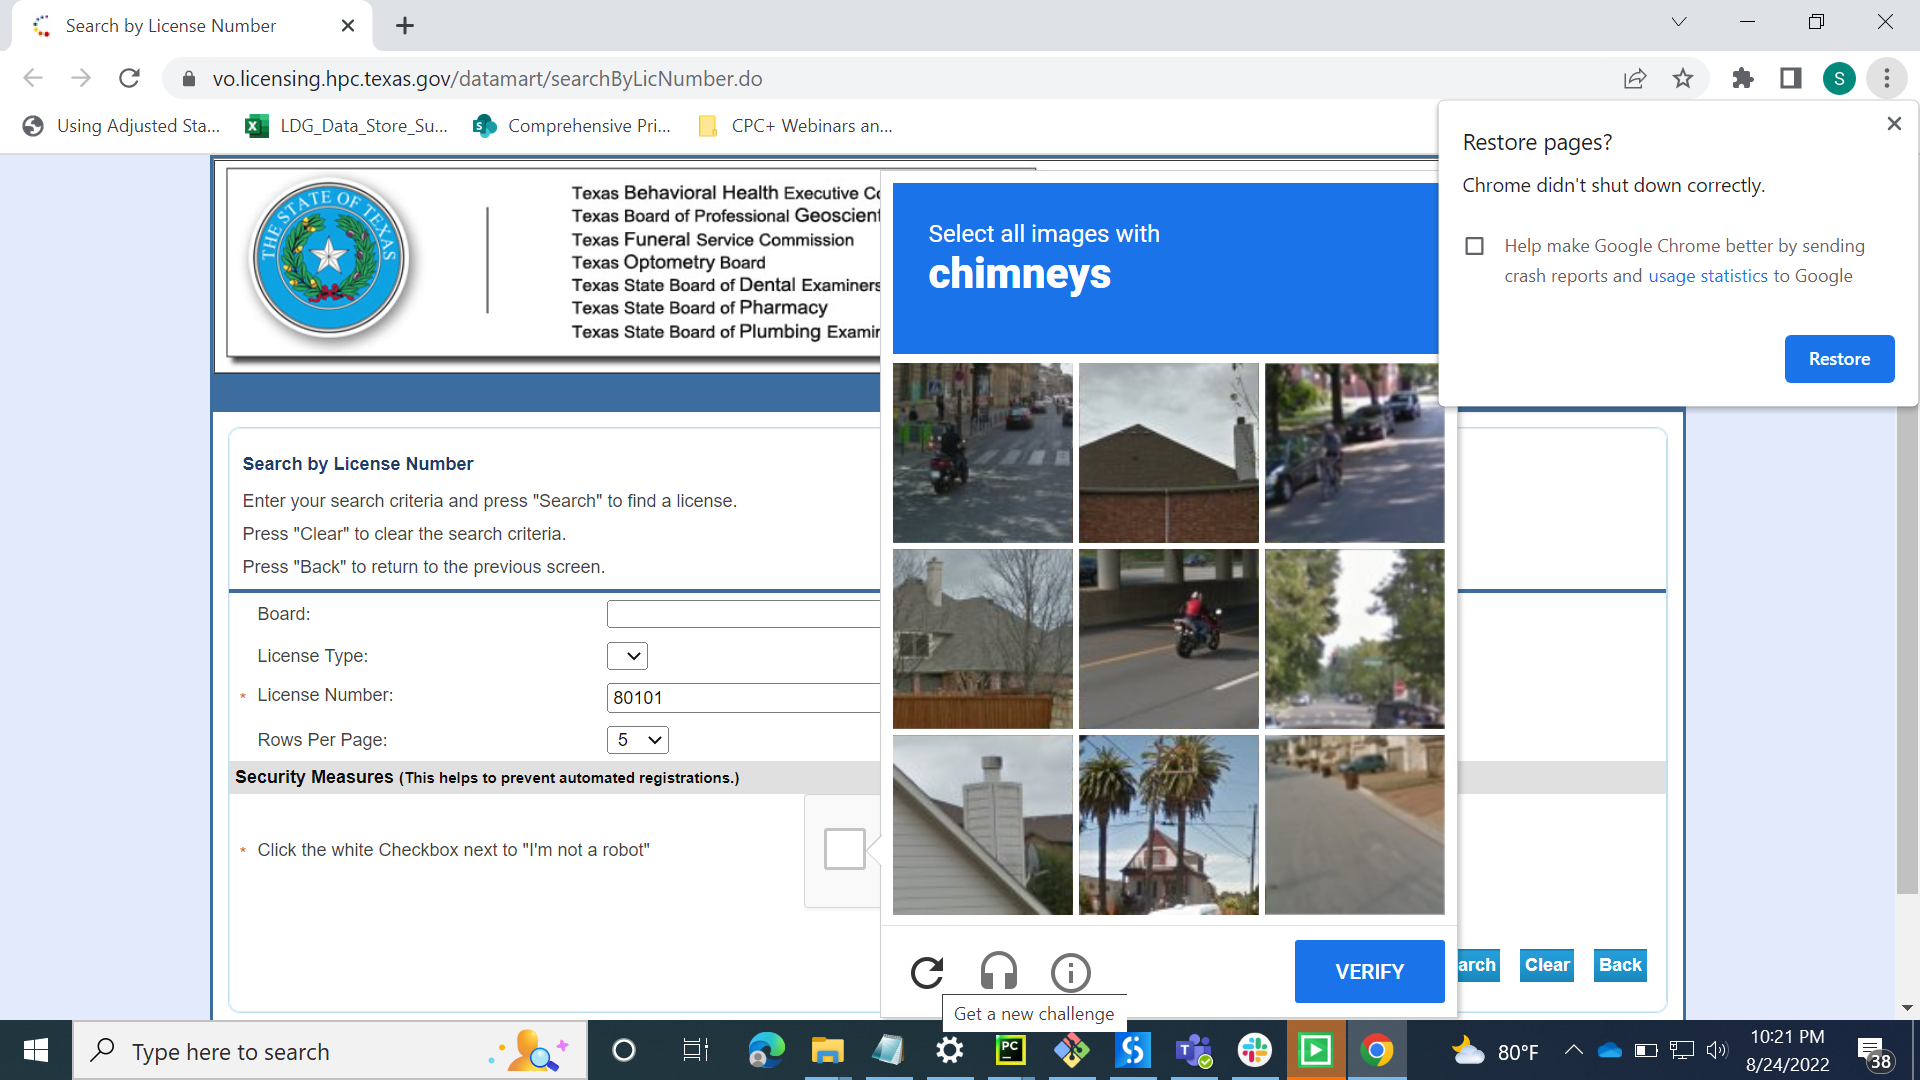 Search by License Number
vo.licensing.hpc.texas.gov/datamart/searchByLicNumber.do
S
Using Adjusted Sta...
LDG_Data_Store_Su...
Comprehensive Pri...
CPC+ Webinars an...
Restore pages?
Chrome didn't shut down correctly.
Help make Google Chrome better by sending
crash reports and usage statistics to Google
Restore
THE STATE OF TEXAS
Texas Behavioral Health Executive Co
Texas Board of Professional Geoscient
Texas Funeral Service Commission
Texas Optometry Board
Texas State Board of Dental Examiners
Texas State Board of Pharmacy
Texas State Board of Plumbing Examin
Select all images with
chimneys
Search by License Number
Enter your search criteria and press "Search" to find a license.
Press "Clear" to clear the search criteria.
Press "Back" to return to the previous screen.
Board:
License Type:
* License Number:
80101
Rows Per Page:
5
Security Measures (This helps to prevent automated registrations.)
* Click the white Checkbox next to "I'm not a robot"
VERIFY
arch
Clear
Back
Get a new challenge
Type here to search
PC
80°F
10:21 PM
8/24/2022
38